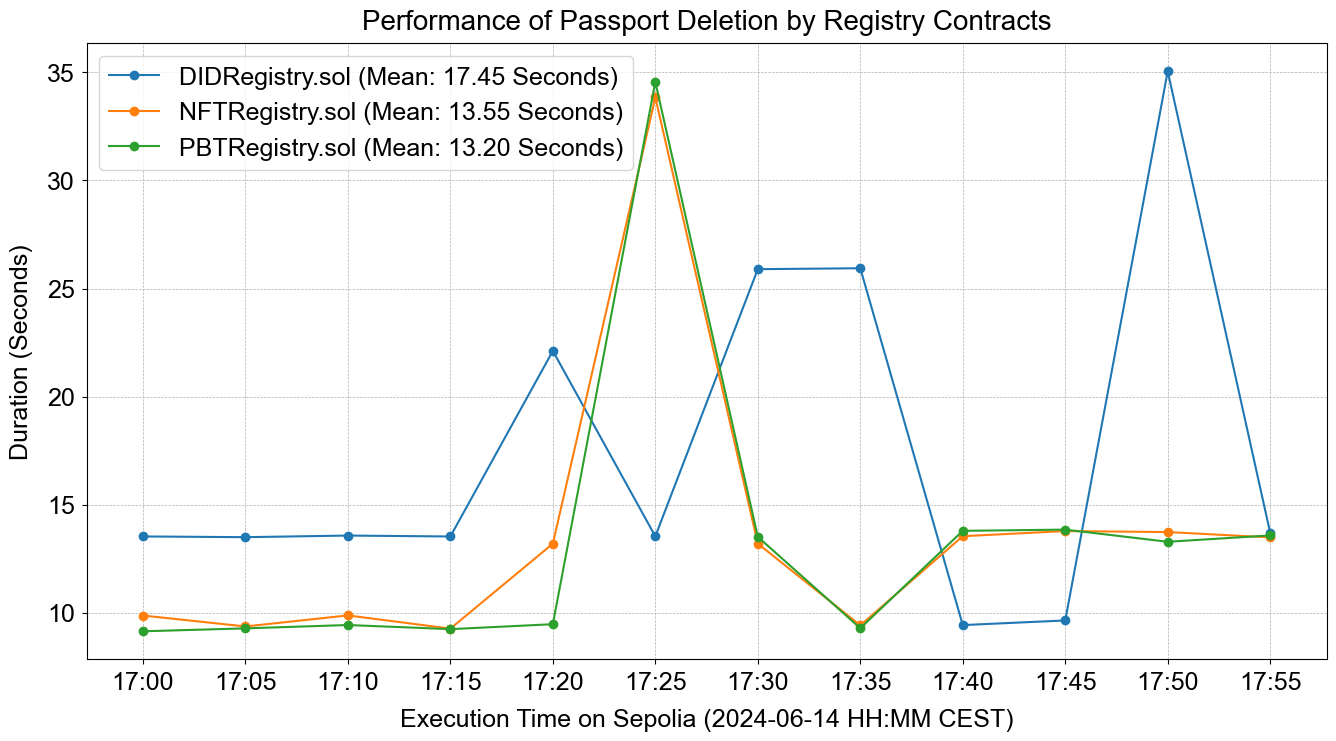 Performance of Passport Deletion by Registry Contracts
DIDRegistry.sol (Mean: 17.45 Seconds)
NFTRegistry.sol (Mean: 13.55 Seconds)
PBTRegistry.sol (Mean: 13.20 Seconds)
Duration (Seconds)
35
30
25
20
15
10
17:00 17:05 17:10 17:15 17:20 17:25 17:30 17:35 17:40 17:45 17:50 17:55
Execution Time on Sepolia (2024-06-14 HH:MM CEST)